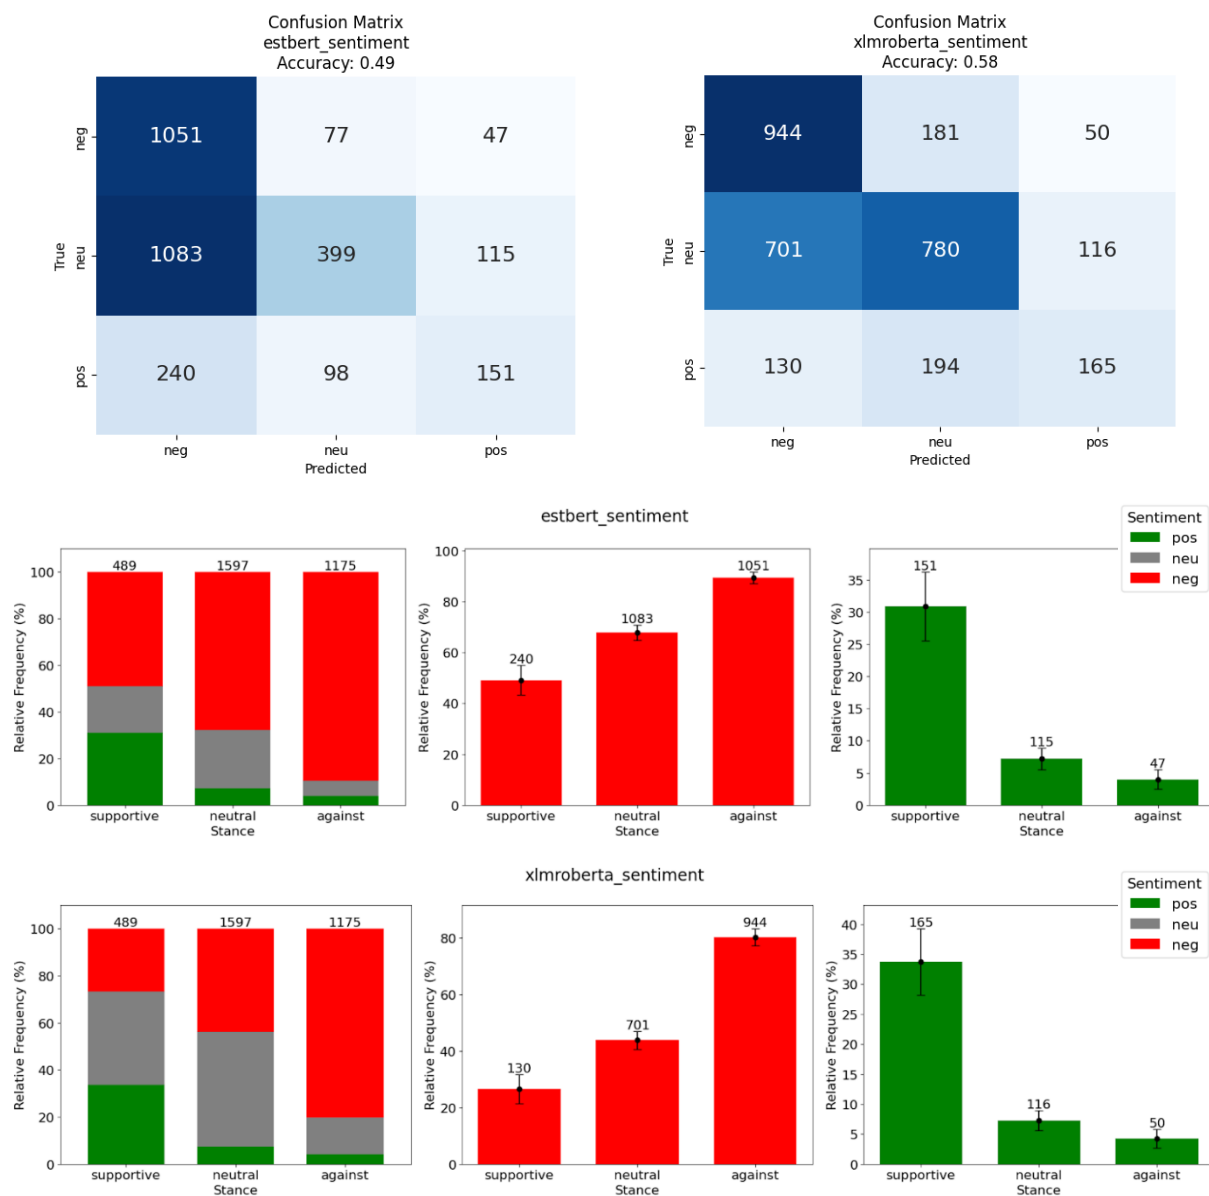 Confusion Matrix
estbert_sentiment
Accuracy: 0.49
True
neg
neu
pos
1051 77 47
1083 399 115
240 98 151
neg neu pos
Predicted
Confusion Matrix
xlmroberta_sentiment
Accuracy: 0.58
True
neg
neu
pos
944 181 50
701 780 116
130 194 165
neg neu pos
Predicted
estbert_sentiment
Sentiment
pos
neu
neg
Relative Frequency (%)
100
80
60
40
20
0
489 1597 1175
supportive neutral against
Stance
Relative Frequency (%)
100
80
60
40
20
0
240 1083 1051
supportive neutral against
Stance
Relative Frequency (%)
35
30
25
20
15
10
5
0
151 115 47
supportive neutral against
Stance
xlmroberta_sentiment
Sentiment
pos
neu
neg
Relative Frequency (%)
100
80
60
40
20
0
489 1597 1175
supportive neutral against
Stance
Relative Frequency (%)
80
60
40
20
0
130 701 944
supportive neutral against
Stance
Relative Frequency (%)
40
35
30
25
20
15
10
5
0
165 116 50
supportive neutral against
Stance